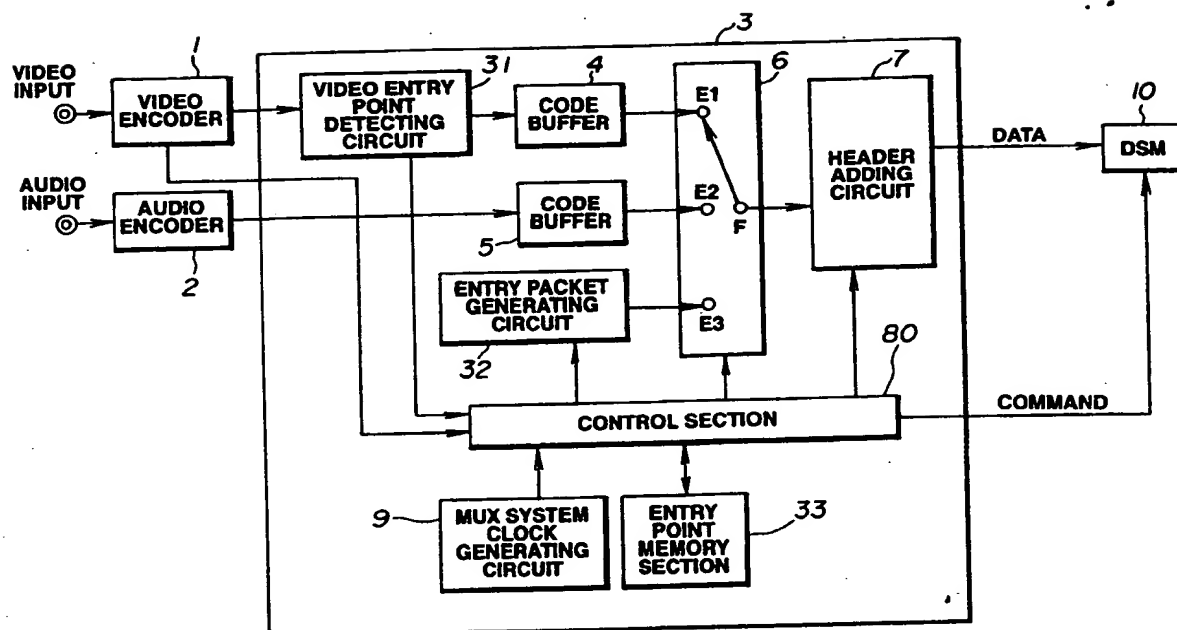 3
1
VIDEO
INPUT
VIDEO
ENCODER
31
VIDEO ENTRY
POINT
DETECTING
CIRCUIT
4
CODE
BUFFER
6
E1
E2
F
E3
7
HEADER
ADDING
CIRCUIT
DATA
10
DSM
AUDIO
INPUT
AUDIO
ENCODER
2
CODE
BUFFER
5
ENTRY PACKET
GENERATING
CIRCUIT
32
80
CONTROL SECTION
COMMAND
9
MUX SYSTEM
CLOCK
GENERATING
CIRCUIT
ENTRY
POINT
MEMORY
SECTION
33